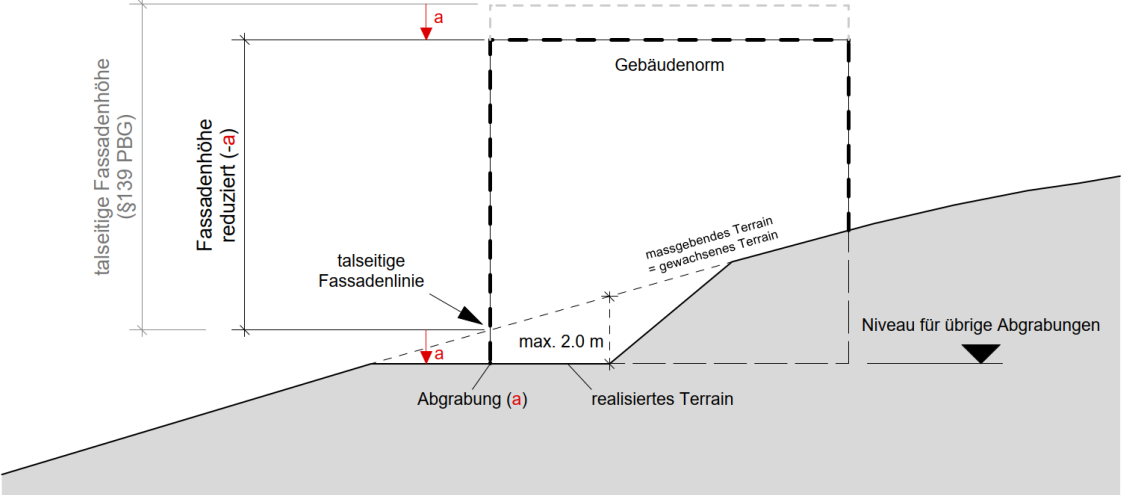 a
Gebäudenorm
talseitige Fassadenhöhe
(§139 PBG)
Fassadenhöhe
reduziert (-a)
massgebendes Terrain
= gewachsenes Terrain
talseitige
Fassadenlinie
Niveau für übrige Abgrabungen
max. 2.0 m
a
Abgrabung (a)
realisiertes Terrain